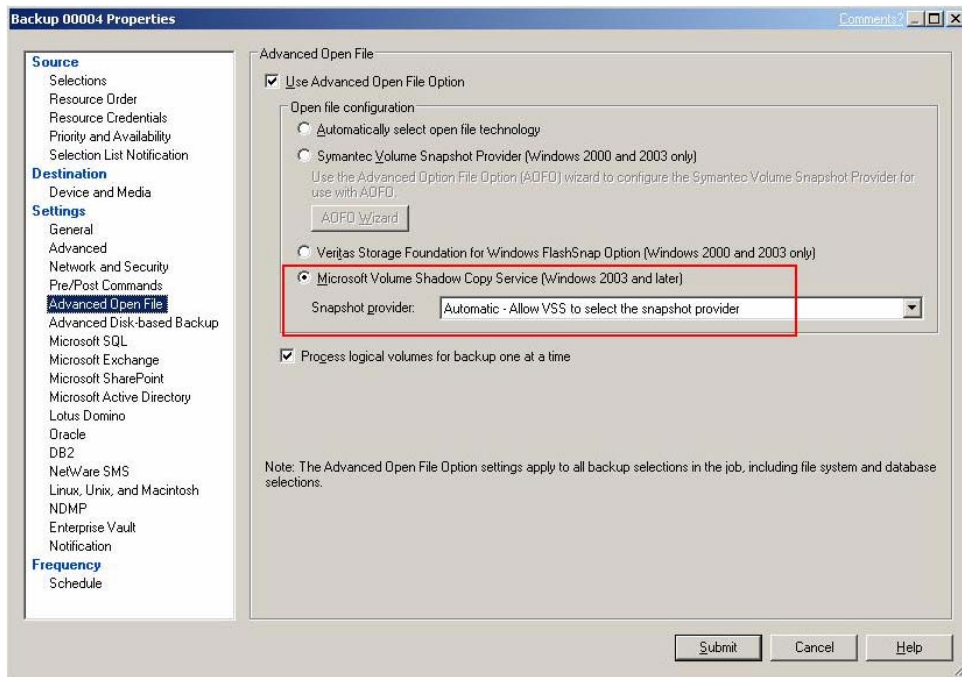 Backup 00004 Properties
Comments?
Source
Selections
Resource Order
Resource Credentials
Priority and Availability
Selection List Notification
Destination
Device and Media
Settings
General
Advanced
Network and Security
Pre/Post Commands
Advanced Open File
Advanced Disk-based Backup
Microsoft SQL
Microsoft Exchange
Microsoft SharePoint
Microsoft Active Directory
Lotus Domino
Oracle
DB2
NetWare SMS
Linux, Unix, and Macintosh
NDMP
Enterprise Vault
Notification
Frequency
Schedule
Advanced Open File
Use Advanced Open File Option
Open file configuration
Automatically select open file technology
Symantec Volume Snapshot Provider (Windows 2000 and 2003 only)
Use the Advanced Option File Option (AOFO) wizard to configure the Symantec Volume Snapshot Provider for
use with AOFO.
AOFO Wizard
Veritas Storage Foundation for Windows FlashSnap Option (Windows 2000 and 2003 only)
Microsoft Volume Shadow Copy Service (Windows 2003 and later)
Snapshot provider: Automatic - Allow VSS to select the snapshot provider
Process logical volumes for backup one at a time
Note: The Advanced Open File Option settings apply to all backup selections in the job, including file system and database
selections.
Submit Cancel Help